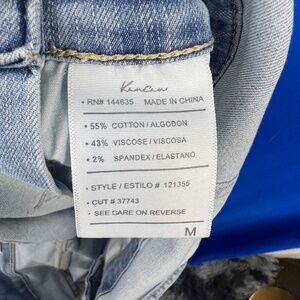 KanCan
• RN# 144635 MADE IN CHINA
• 55% COTTON / ALGODON
• 43% VISCOSE / VISCOSA
• 2% SPANDEX / ELASTANO
• STYLE / ESTILO # 121355
• CUT # 37743
• SEE CARE ON REVERSE
M